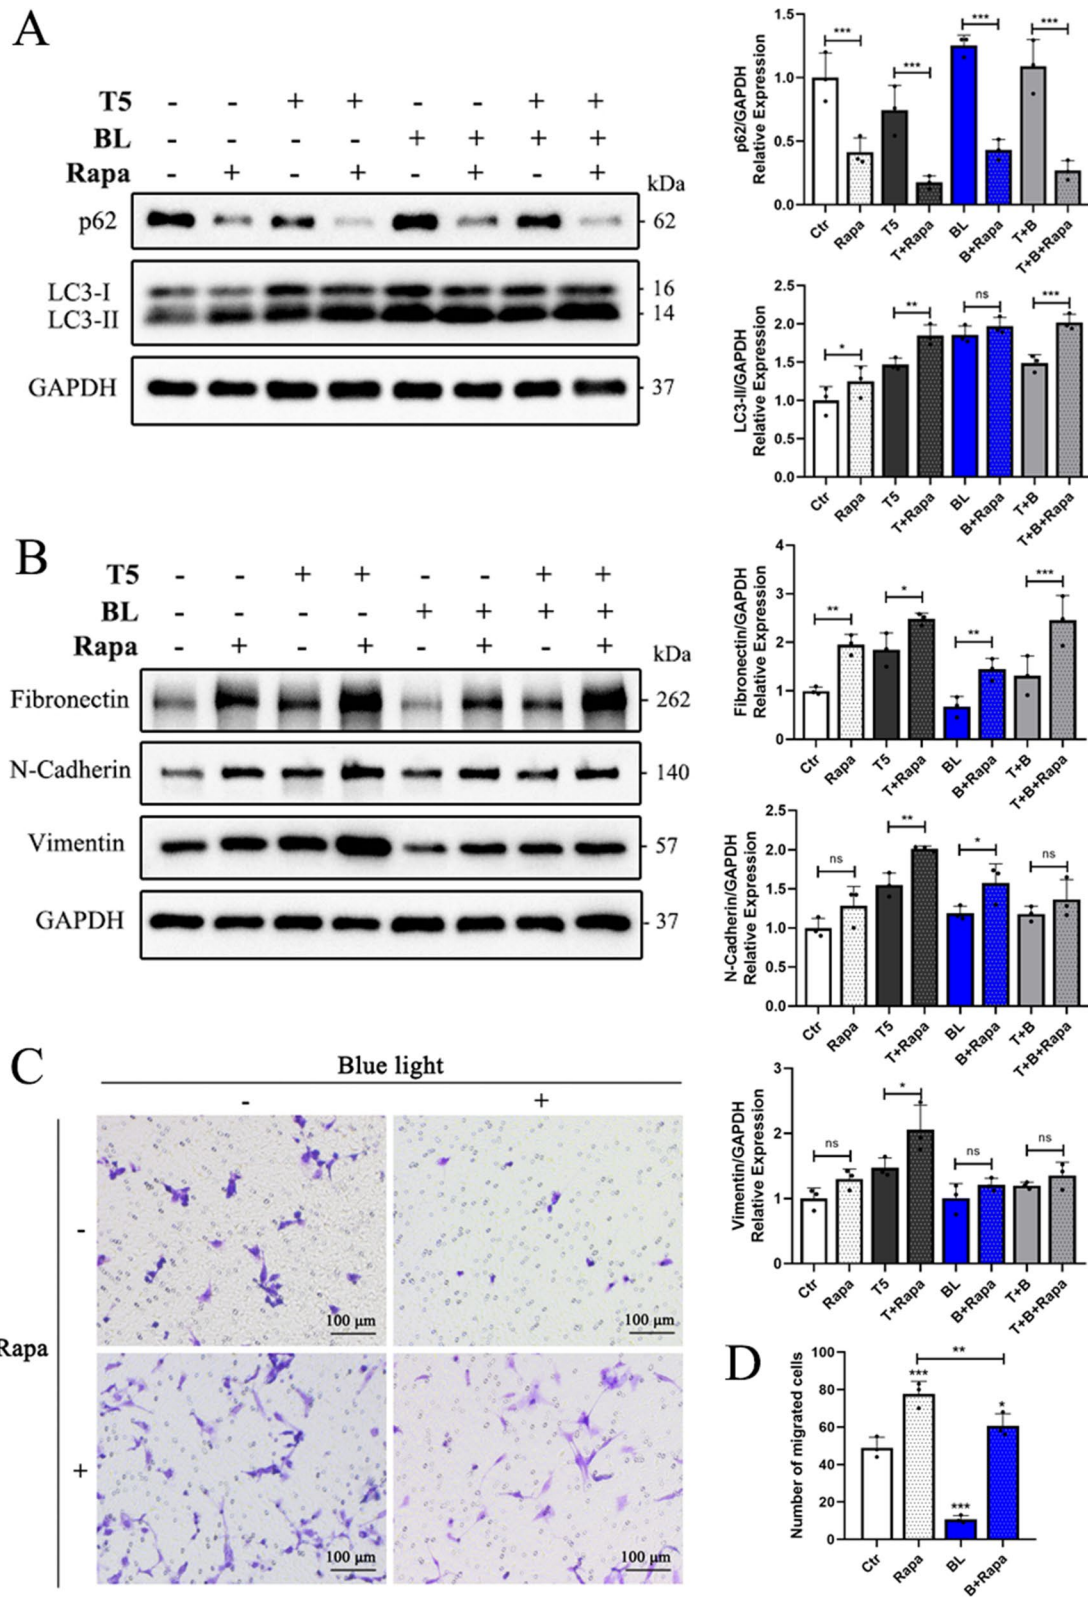 A
T5 - - + + - - + +
BL - - - - + + + +
Rapa - + - + - + - +
kDa
p62 - 62
LC3-I - 16
LC3-II - 14
GAPDH - 37
p62/GAPDH
Relative Expression
1.5
1.0
0.5
0.0
*** *** *** ***
Ctr Rapa T5 T+Rapa BL B+Rapa T+B T+B+Rapa
LC3-II/GAPDH
Relative Expression
2.5
2.0
1.5
1.0
0.5
0.0
* ** ns ***
Ctr Rapa T5 T+Rapa BL B+Rapa T+B T+B+Rapa
B
T5 - - + + - - + +
BL - - - - + + + +
Rapa - + - + - + - +
kDa
Fibronectin - 262
N-Cadherin - 140
Vimentin - 57
GAPDH - 37
Fibronectin/GAPDH
Relative Expression
4
3
2
1
0
** * ** ***
Ctr Rapa T5 T+Rapa BL B+Rapa T+B T+B+Rapa
N-Cadherin/GAPDH
Relative Expression
2.5
2.0
1.5
1.0
0.5
0.0
ns ** * ns
Ctr Rapa T5 T+Rapa BL B+Rapa T+B T+B+Rapa
Vimentin/GAPDH
Relative Expression
3
2
1
0
ns * ns ns
Ctr Rapa T5 T+Rapa BL B+Rapa T+B T+B+Rapa
C
Blue light
- +
Rapa
-
+
100 μm
100 μm
100 μm
100 μm
D
Number of migrated cells
100
80
60
40
20
0
**
*** *** *
Ctr Rapa BL B+Rapa